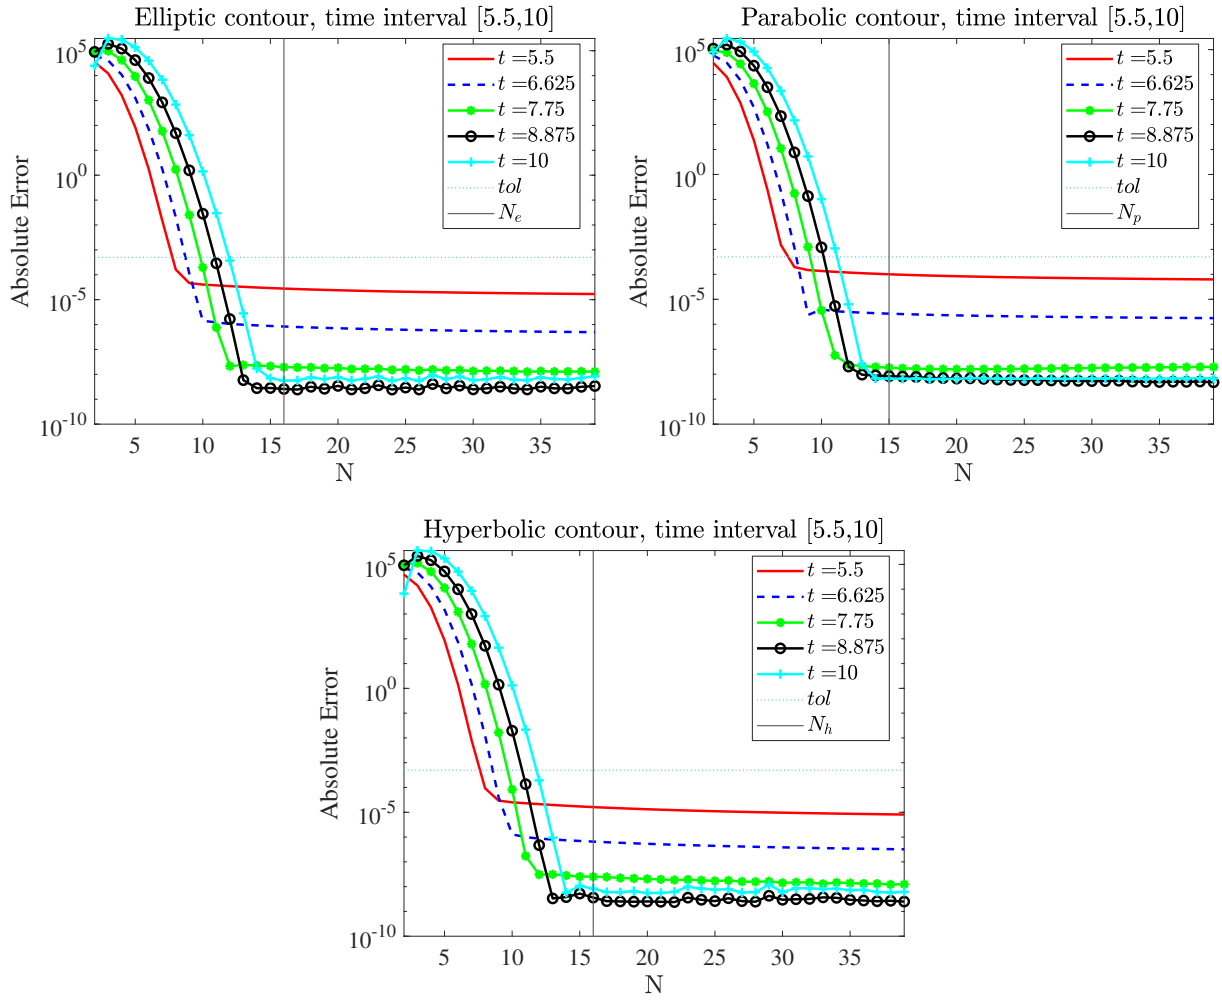 Elliptic contour, time interval [5.5,10]
10^5
10^0
10^-5
10^-10
Absolute Error
5 10 15 20 25 30 35
N
t =5.5
t =6.625
t =7.75
t =8.875
t =10
tol
N_e
Parabolic contour, time interval [5.5,10]
10^5
10^0
10^-5
10^-10
Absolute Error
5 10 15 20 25 30 35
N
t =5.5
t =6.625
t =7.75
t =8.875
t =10
tol
N_p
Hyperbolic contour, time interval [5.5,10]
10^5
10^0
10^-5
10^-10
Absolute Error
5 10 15 20 25 30 35
N
t =5.5
t =6.625
t =7.75
t =8.875
t =10
tol
N_h